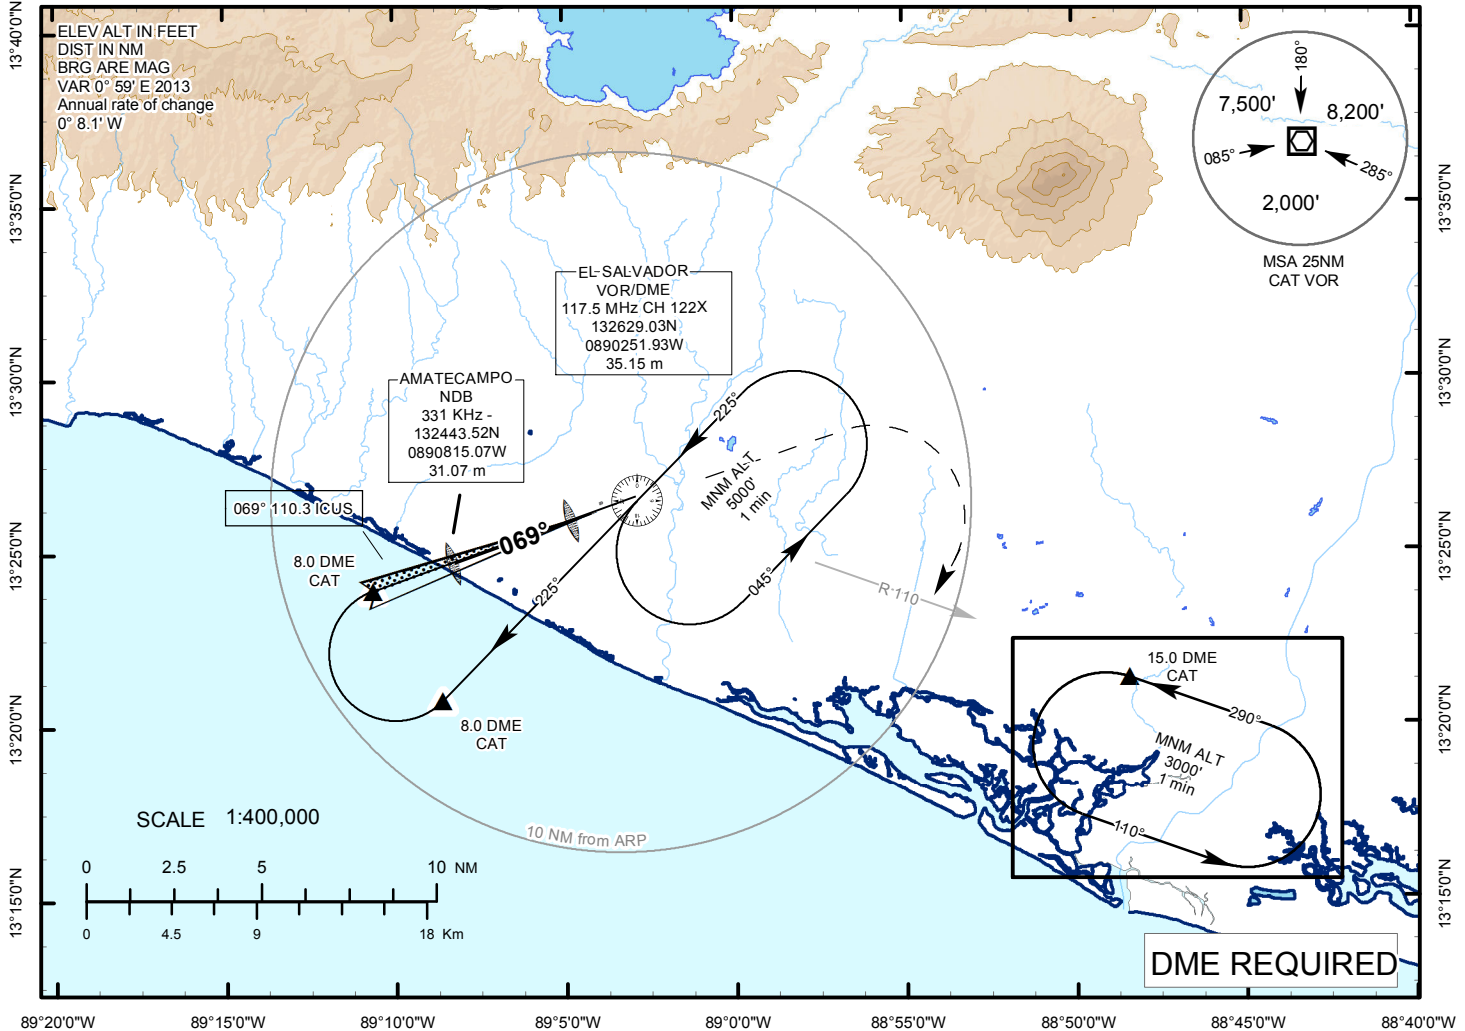 ELEV ALT IN FEET
DIST IN NM
BRG ARE MAG
VAR 0° 59' E 2013
Annual rate of change
0° 8.1' W
180°
7,500'
8,200'
085°
285°
2,000'
MSA 25NM
CAT VOR
EL SALVADOR
VOR/DME
117.5 MHz CH 122X
132629.03N
0890251.93W
35.15 m
AMATECAMPO
NDB
331 KHz -
132443.52N
0890815.07W
31.07 m
069° 110.3 ICUS
8.0 DME
CAT
069°
225°
225°
045°
MNM ALT
5000'
1 min
R 110
8.0 DME
CAT
15.0 DME
CAT
290°
MNM ALT
3000'
1 min
110°
10 NM from ARP
SCALE 1:400,000
0 2.5 5 10 NM
0 4.5 9 18 Km
DME REQUIRED
13°40'0"N
13°35'0"N
13°30'0"N
13°25'0"N
13°20'0"N
13°15'0"N
13°40'0"N
13°35'0"N
13°30'0"N
13°25'0"N
13°20'0"N
13°15'0"N
89°20'0"W 89°15'0"W 89°10'0"W 89°5'0"W 89°0'0"W 88°55'0"W 88°50'0"W 88°45'0"W 88°40'0"W